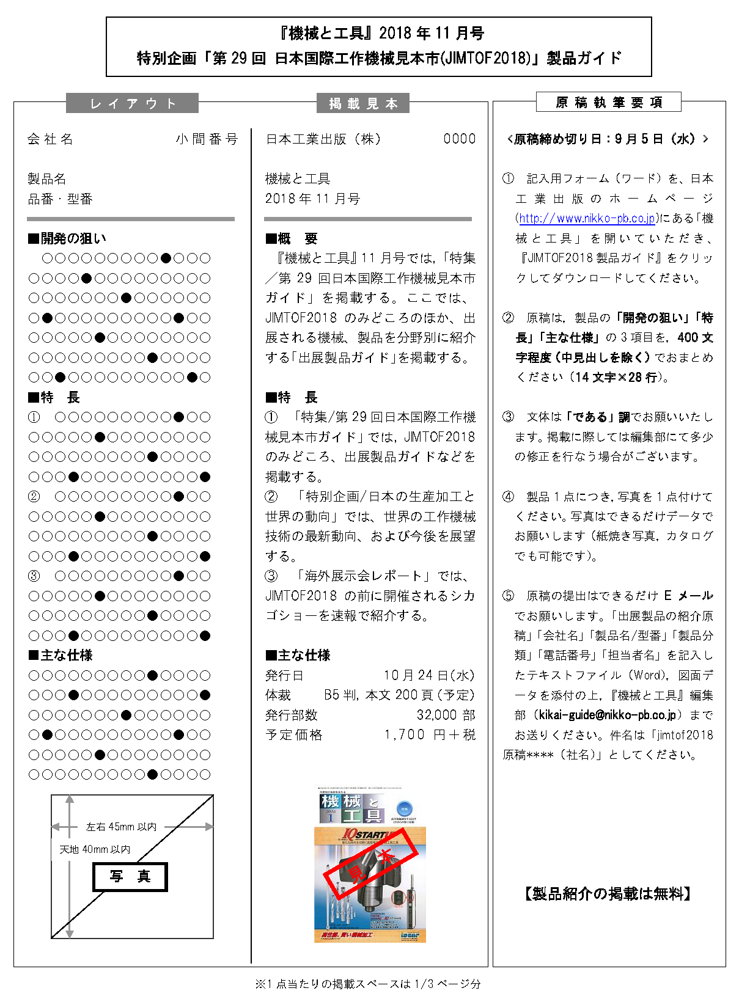 『機械と工具』2018 年 11 月号
特別企画「第 29 回 日本国際工作機械見本市(JIMTOF2018)」製品ガイド
レ イ ア ウ ト
会 社 名 小 間 番 号
製品名
品番・型番
■開発の狙い
○○○○○○○○○●○○○
○○○○●○○○○○○○○○
○○○○○○○●○○○○○○
○●○○○○○○○○○●○○
○○○○○●○○○○○○○○
○○○○○○○○○●○○○○
○○●○○○○○○○○○●○
■特 長
① ○○○○○○○○○●○○
○○○○○●○○○○○○○○
○○○○○○○○○●○○○○
○○○●○○○○○○○○○●
② ○○○○○○○○○●○○
○○○○○●○○○○○○○○
○○○○○○○○○●○○○○
○○○●○○○○○○○○○●
③ ○○○○○○○○○●○○
○○○○○●○○○○○○○○
○○○○○○○○○●○○○○
○○○●○○○○○○○○○●
■主な仕様
○○○○○○○○○●○○○○
○○○●○○○○○○○○○●
○○○○○○○●○○○○○○
○●○○○○○○○○○●○○
○○○○○●○○○○○○○○
○○○○○○○○○●○○○○
左右 45mm 以内
天地 40mm 以内
写 真
掲 載 見 本
日本工業出版（株） 0000
機械と工具
2018 年 11 月号
■概 要
『機械と工具』11 月号では,「特集
／第 29 回日本国際工作機械見本市
ガイド」を掲載する。ここでは、
JIMTOF2018 のみどころのほか、出
展される機械、製品を分野別に紹介
する「出展製品ガイド」を掲載する。
■特 長
① 「特集/第 29 回日本国際工作機
械見本市ガイド」では, JIMTOF2018
のみどころ、出展製品ガイドなどを
掲載する。
② 「特別企画/日本の生産加工と
世界の動向」では、世界の工作機械
技術の最新動向、および今後を展望
する。
③ 「海外展示会レポート」では、
JIMTOF2018 の前に開催されるシカ
ゴショーを速報で紹介する。
■主な仕様
発行日 10 月 24 日(水)
体裁 B5 判, 本文 200 頁（予定）
発行部数 32,000 部
予定価格 1,700 円＋税
機械と
工具
2016
1
特集
IQSTARTUP
見 本
高性能、賢い機械加工
iscar
原 稿 執 筆 要 項
<原稿締め切り日：9 月 5 日（水）>
① 記入用フォーム（ワード）を、日本
工業出版のホームページ
(http://www.nikko-pb.co.jp)にある「機
械と工具」を開いていただき、
『JIMTOF2018 製品ガイド』をクリッ
クしてダウンロードしてください。
② 原稿は, 製品の「開発の狙い」「特
長」「主な仕様」の 3 項目を, 400 文
字程度（中見出しを除く）でおまとめ
ください（14 文字×28 行）。
③ 文体は「である」調でお願いいたし
ます。掲載に際しては編集部にて多少
の修正を行なう場合がございます。
④ 製品 1 点につき, 写真を 1 点付けて
ください。写真はできるだけデータで
お願いします（紙焼き写真, カタログ
でも可能です）。
⑤ 原稿の提出はできるだけ E メール
でお願いします。「出展製品の紹介原
稿」「会社名」「製品名/型番」「製品分
類」「電話番号」「担当者名」を記入し
たテキストファイル（Word）, 図面デ
ータを添付の上,『機械と工具』編集
部（kikai-guide@nikko-pb.co.jp）まで
お送りください。件名は「jimtof2018
原稿****（社名）」としてください。
【製品紹介の掲載は無料】
※1 点当たりの掲載スペースは 1/3 ページ分